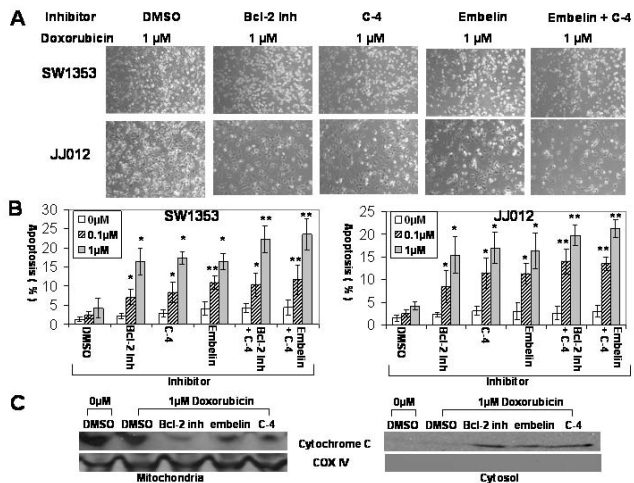 A
Inhibitor DMSO Bcl-2 Inh C-4 Embelin Embelin + C-4
Doxorubicin 1 μM 1 μM 1 μM 1 μM 1 μM
SW1353
JJ012
B
SW1353
Apoptosis ( % )
30
25
20
15
10
5
0
0μM
0.1μM
1μM
* * * * * * * ** * **
DMSO
Bcl-2 Inh
C-4
Embelin
Bcl-2 Inh + C-4
Embelin + C-4
Inhibitor
JJ012
Apoptosis ( % )
25
20
15
10
5
0
0μM
0.1μM
1μM
* * * * * * ** ** ** **
DMSO
Bcl-2 Inh
C-4
Embelin
Bcl-2 Inh + C-4
Embelin + C-4
Inhibitor
C
0μM 1μM Doxorubicin
DMSO DMSO Bcl-2 inh embelin C-4
Cytochrome C
COX IV
Mitochondria
0μM 1μM Doxorubicin
DMSO DMSO Bcl-2 inh embelin C-4
Cytosol